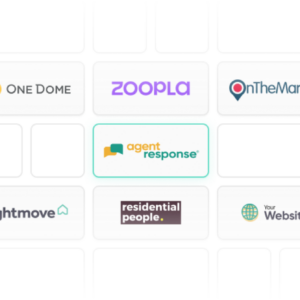 ONE DOME
ZOOPLA
OnTheMar
agent
response®
ghtmove
residential
people.
Your
Websit